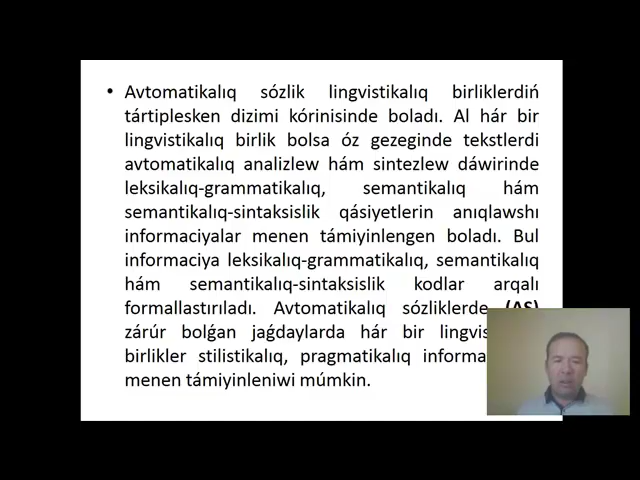 • Avtomatikalıq sózlik lingvistikalıq birliklerdiń
tártiplesken dizimi kórinisinde boladı. Al hár bir
lingvistikalıq birlik bolsa óz gezeginde tekstlerdi
avtomatikalıq analizlew hám sintezlew dáwirinde
leksikalıq-grammatikalıq, semantikalıq hám
semantikalıq-sintaksislik qásiyetlerin anıqlawshı
informaciyalar menen támiyinlengen boladı. Bul
informaciya leksikalıq-grammatikalıq, semantikalıq
hám semantikalıq-sintaksislik kodlar arqalı
formallastırıladı. Avtomatikalıq sózliklerde (AS)
zárúr bolǵan jaǵdaylarda hár bir
birlikler stilistikalıq, pragmatikalıq
menen támiyinleniwi múmkin.